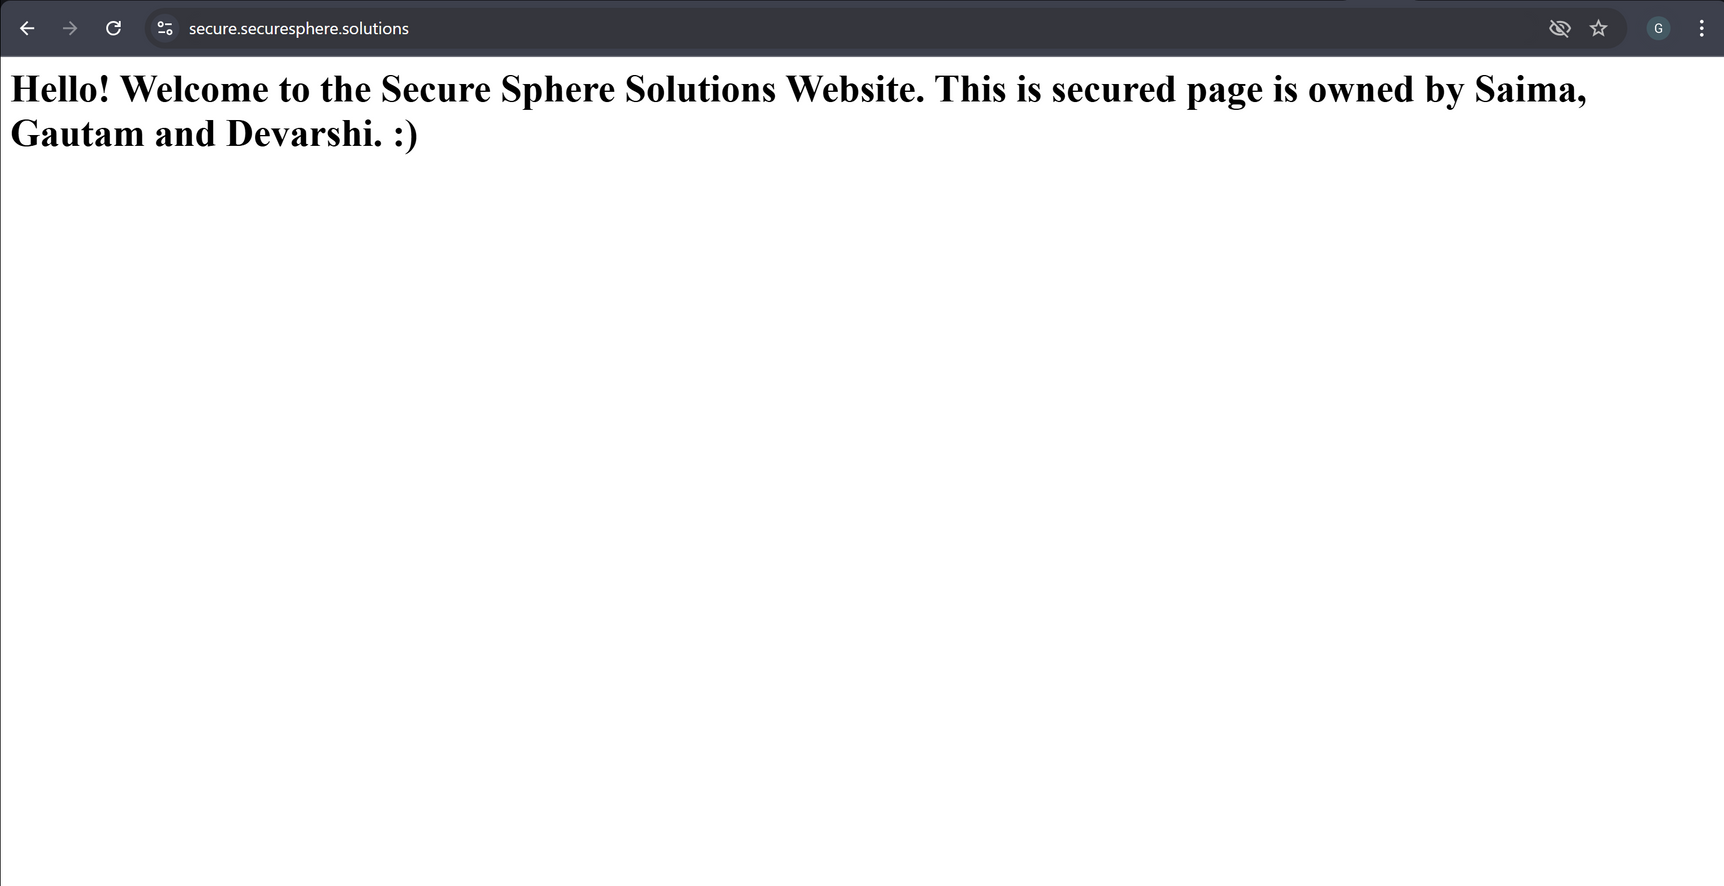 secure.securesphere.solutions
G
Hello! Welcome to the Secure Sphere Solutions Website. This is secured page is owned by Saima,
Gautam and Devarshi. :)